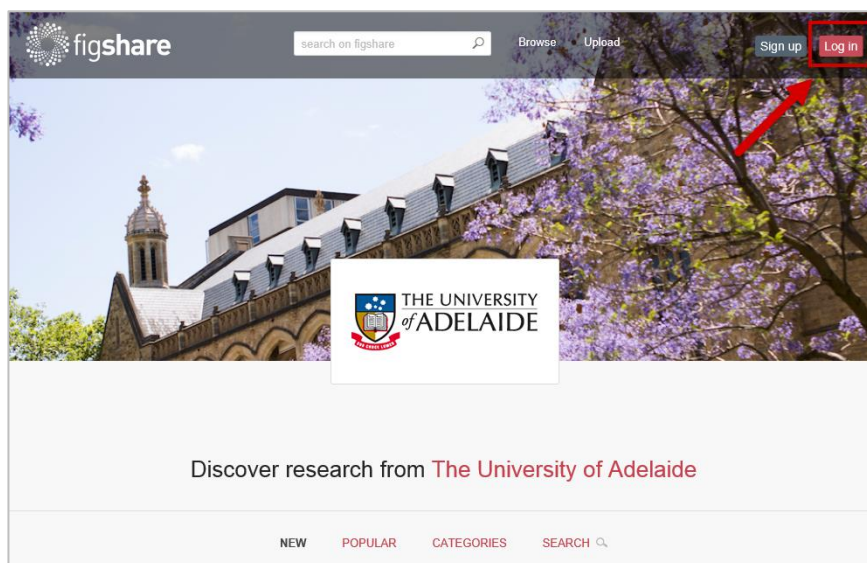 figshare
search on figshare
Browse
Upload
Sign up
Log in
THE UNIVERSITY
of ADELAIDE
Discover research from The University of Adelaide
NEW
POPULAR
CATEGORIES
SEARCH